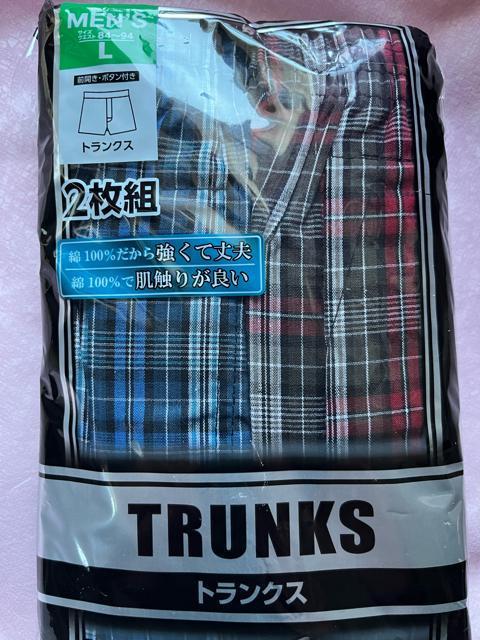 MEN'S
サイズ
ウエスト 84～94
L
前開き・ボタン付き
トランクス
2枚組
綿100%だから強くて丈夫
綿100%で肌触りが良い
TRUNKS
トランクス